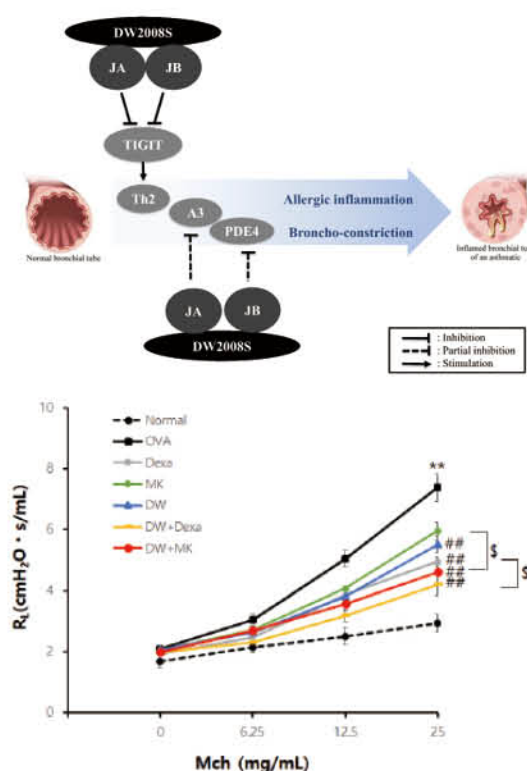 DW2008S
JA JB
TIGIT
Th2
A3
PDE4
Allergic inflammation
Broncho-constriction
Normal bronchial tube
Inflamed bronchial
of an asthmatic
JA JB
DW2008S
: Inhibition
: Partial inhibition
: Stimulation
10
8
6
4
2
0
Normal
OVA
Dexa
MK
DW
DW+Dexa
DW+MK
**
##
##
##
##
$
$
RL(cmH2O · s/mL)
0 6.25 12.5 25
Mch (mg/mL)